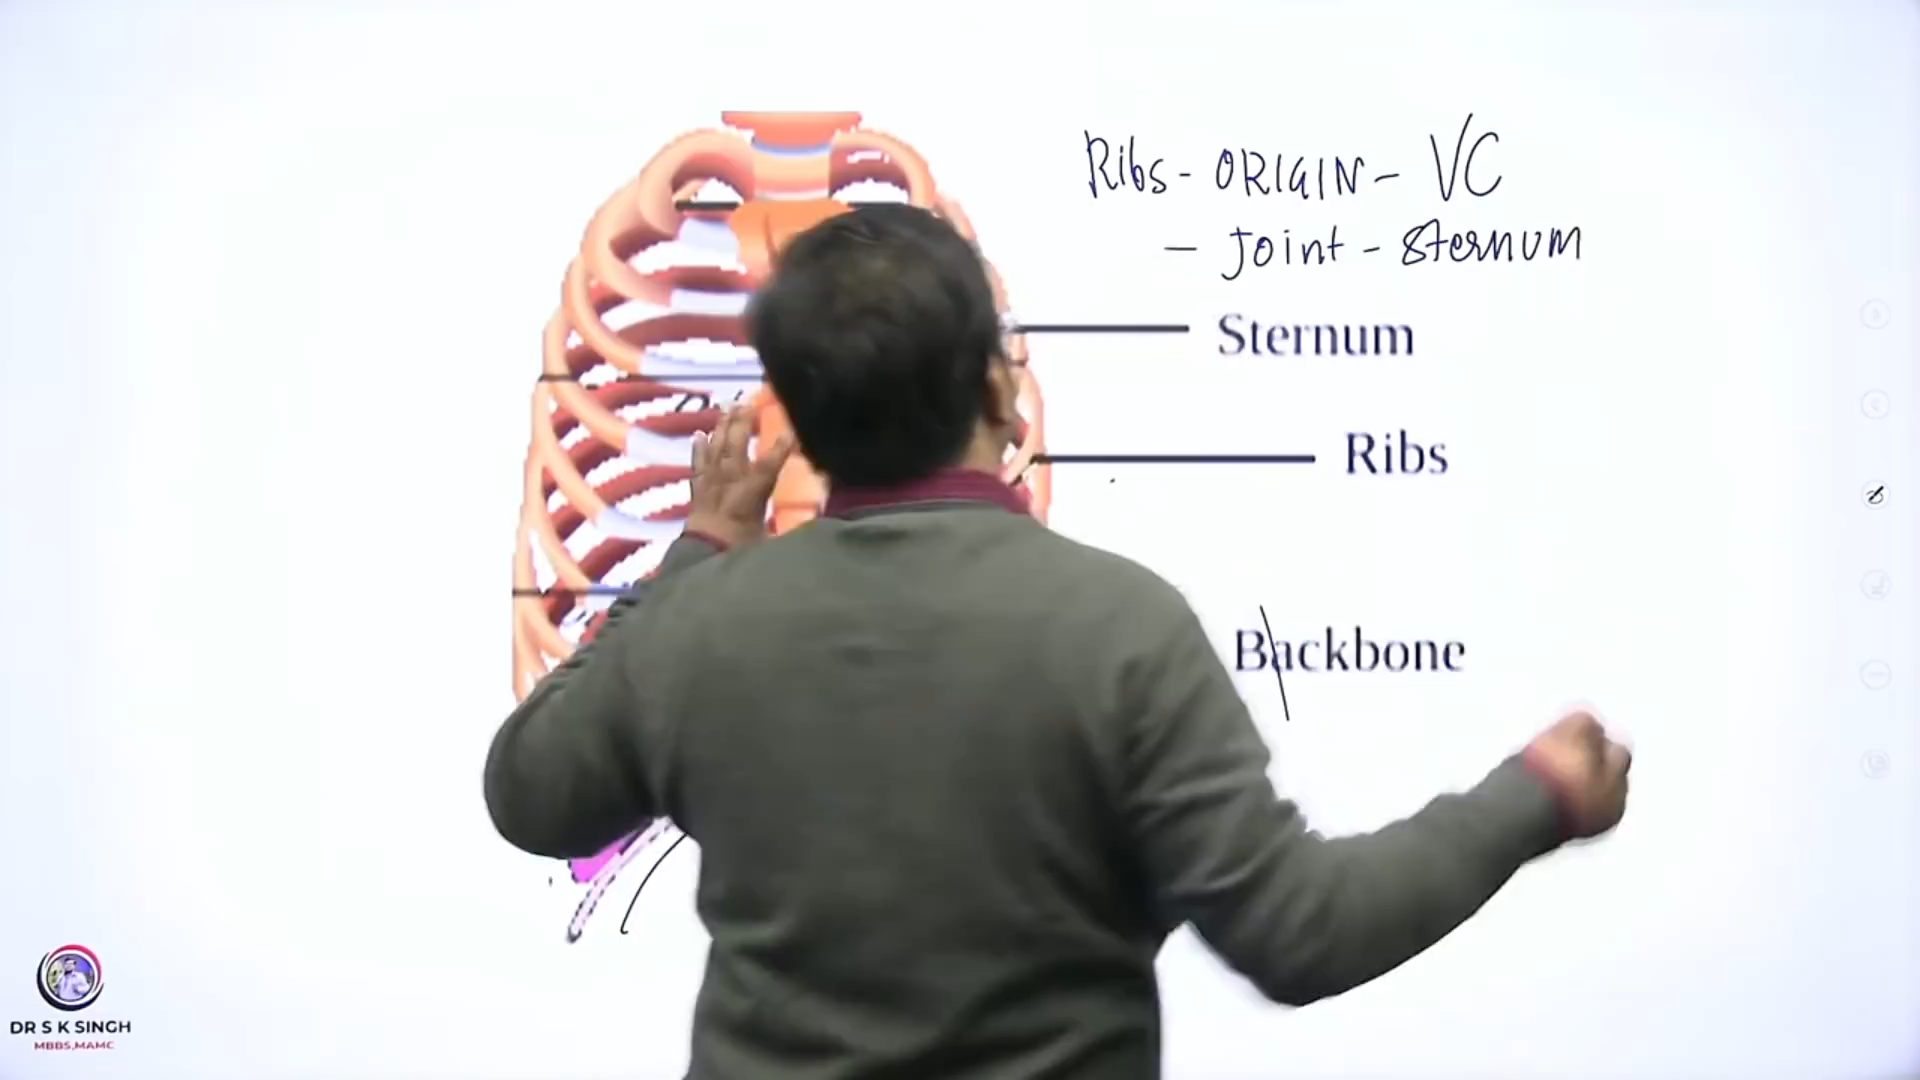 Ribs - ORIGIN - VC
- Joint - Sternum
Sternum
Ribs
Backbone
DR S K SINGH
MBBS,MAMC